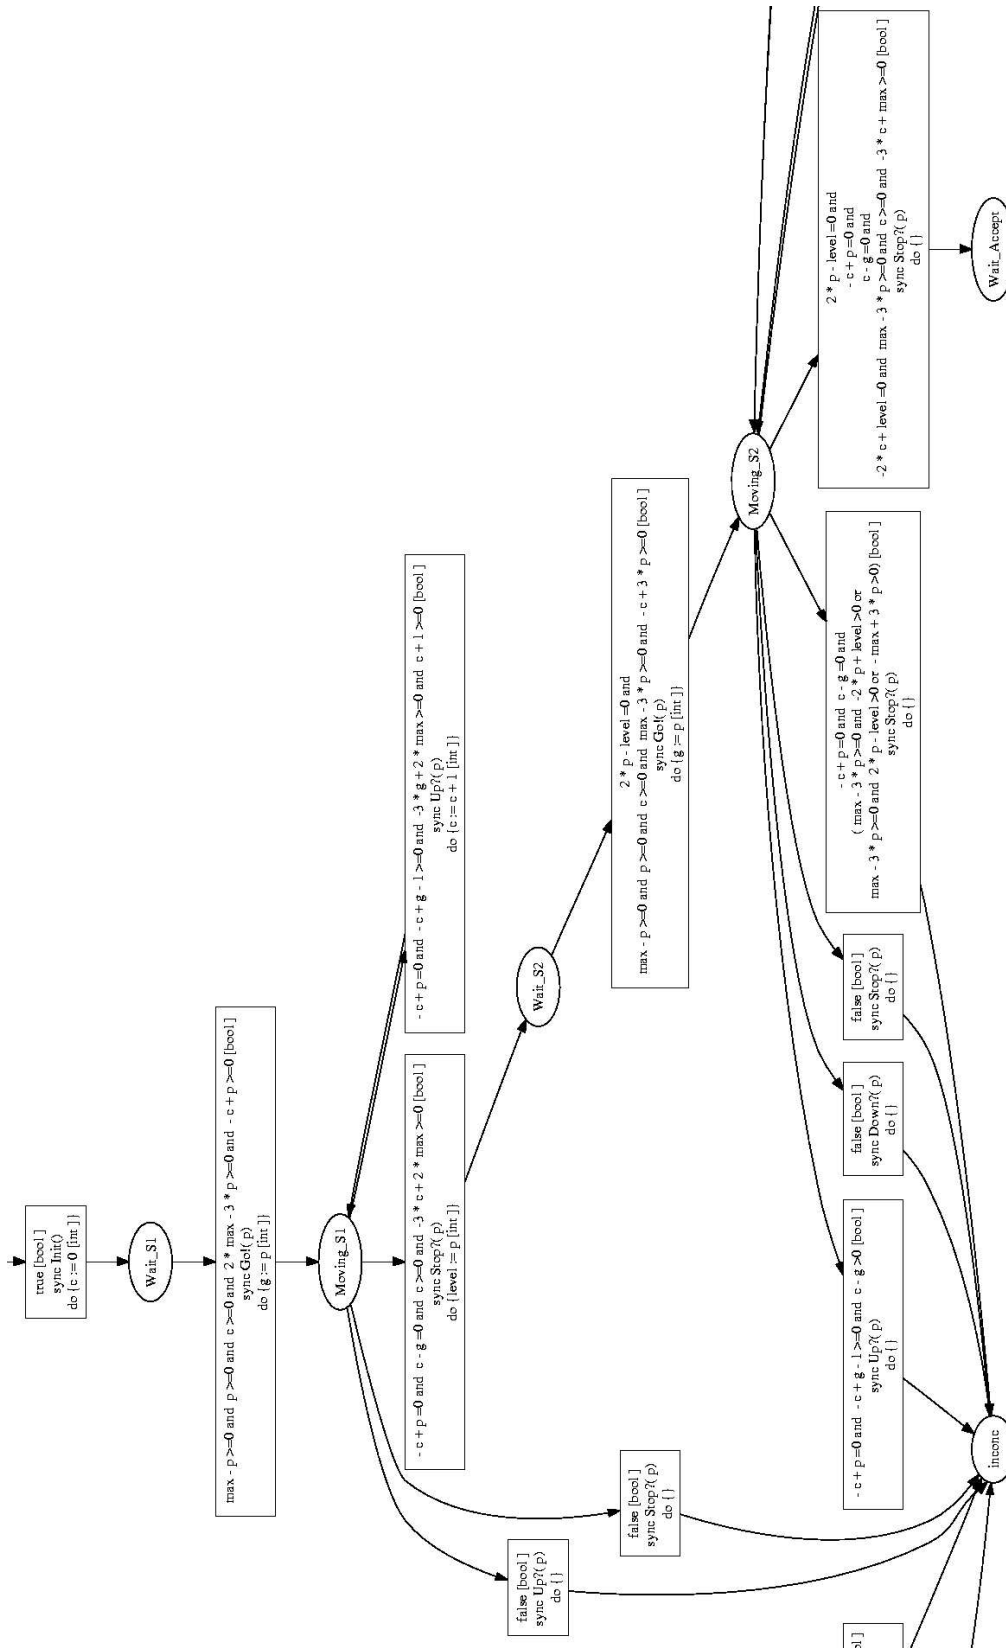 true [bool ]
sync Init()
do {c := 0 [int ]}
Wait_S1
max - p >=0 and p >=0 and c >=0 and 2 * max - 3 * p >=0 and - c + p >=0 [bool ]
sync Go!( p)
do {g := p [int ]}
Moving_S1
- c + p =0 and - c + g - 1 >=0 and -3 * g + 2 * max >=0 and c + 1 >=0 [bool ]
sync Up?( p)
do {c := c + 1 [int ]}
- c + p =0 and c - g =0 and c >=0 and -3 * c + 2 * max >=0 [bool ]
sync Stop?( p)
do {level := p [int ]}
Wait_S2
2 * p - level =0 and
max - p >=0 and p >=0 and c >=0 and max - 3 * p >=0 and - c + 3 * p >=0 [bool ]
sync Go!( p)
do {g := p [int ]}
Moving_S2
2 * p - level =0 and
- c + p =0 and
c - g =0 and
-2 * c + level =0 and max - 3 * p >=0 and c >=0 and -3 * c + max >=0 [bool ]
sync Stop?( p)
do { }
Wait_Accept
- c + p =0 and c - g =0 and
( max - 3 * p >=0 and -2 * p + level >0 or
max - 3 * p >=0 and 2 * p - level >0 or - max + 3 * p >0) [bool ]
sync Stop?( p)
do { }
false [bool ]
sync Stop?( p)
do { }
false [bool ]
sync Down?( p)
do { }
- c + p =0 and - c + g - 1 >=0 and c - g >0 [bool ]
sync Up?( p)
do { }
false [bool ]
sync Stop?( p)
do { }
false [bool ]
sync Up?( p)
do { }
inconc